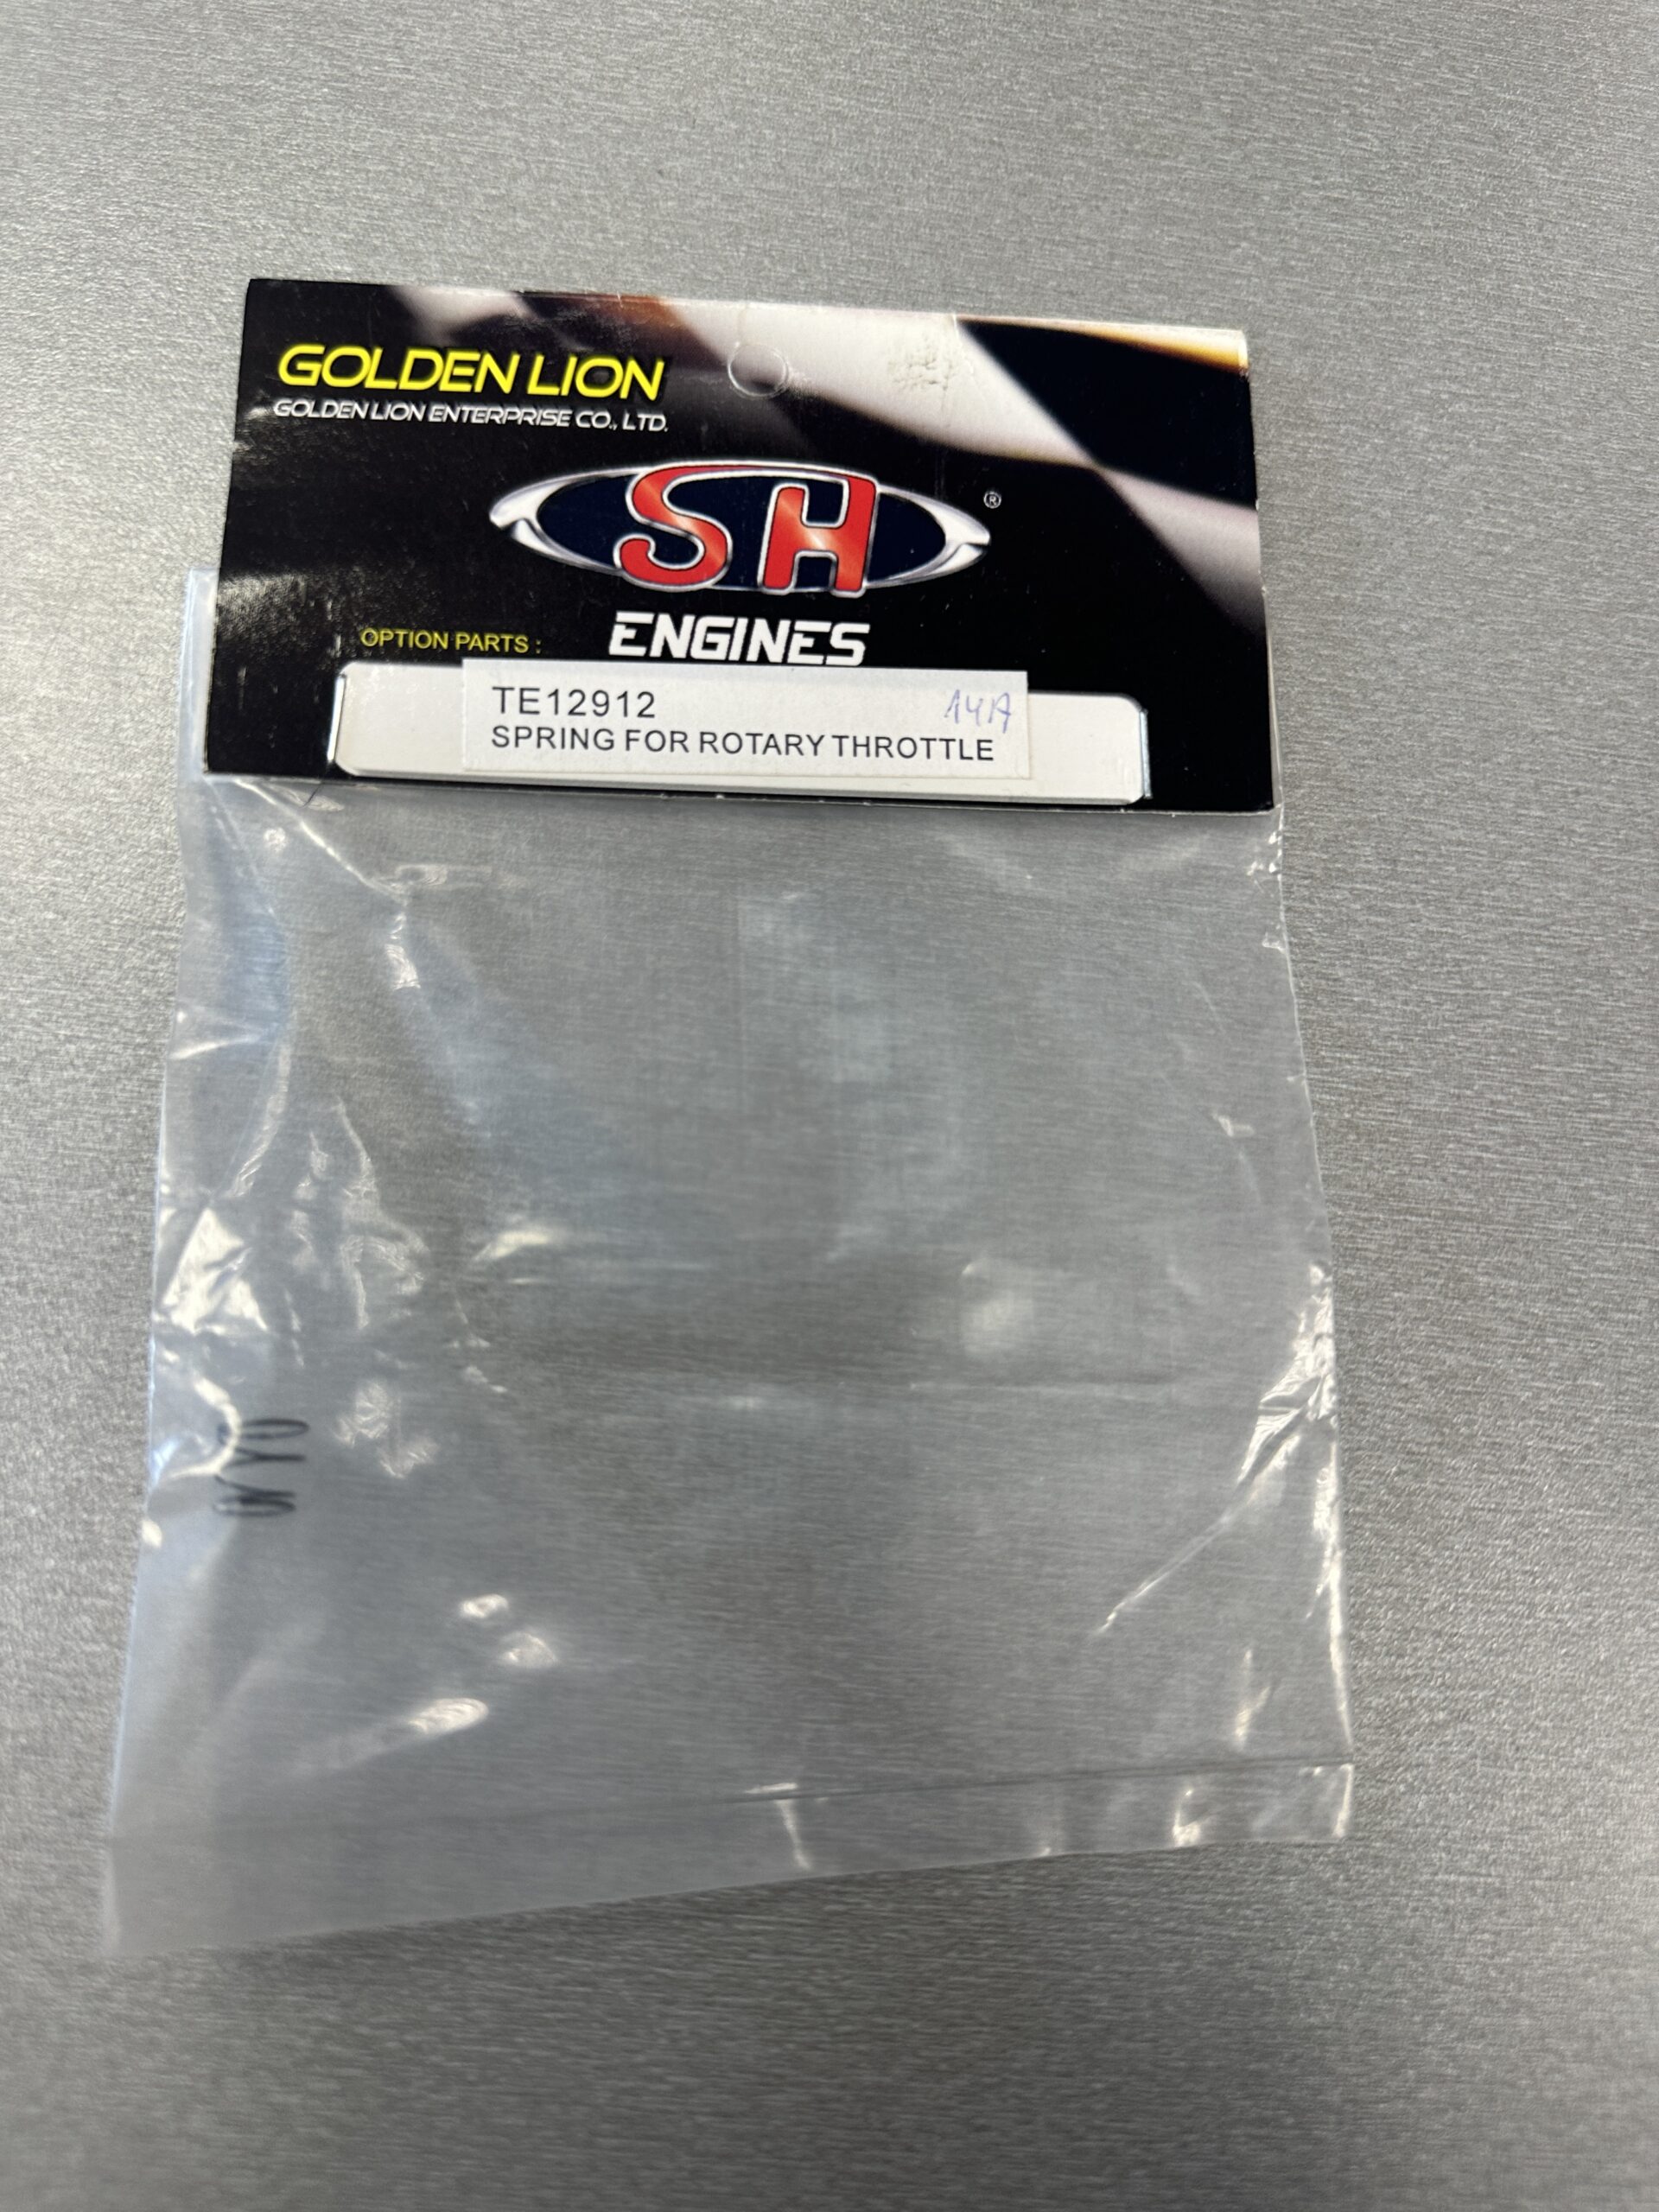 GOLDEN LION
GOLDEN LION ENTERPRISE CO., LTD.
SH ®
ENGINES
OPTION PARTS :
TE12912
14A
SPRING FOR ROTARY THROTTLE